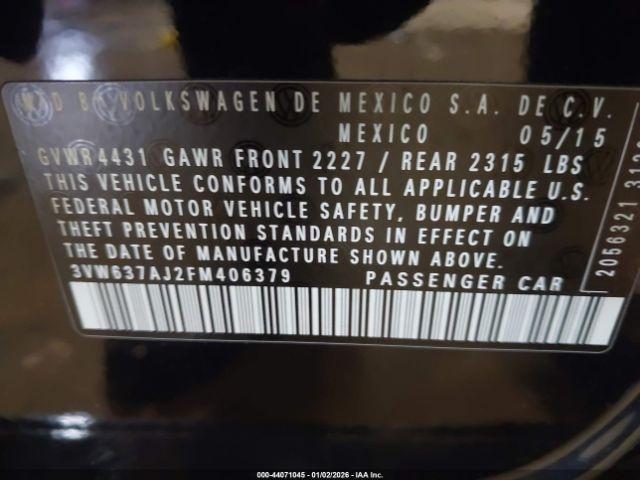 MFD BY VOLKSWAGEN DE MEXICO S.A. DE C.V.
MEXICO 05/15
GVWR 4431 GAWR FRONT 2227 / REAR 2315 LBS
THIS VEHICLE CONFORMS TO ALL APPLICABLE U.S.
FEDERAL MOTOR VEHICLE SAFETY, BUMPER AND
THEFT PREVENTION STANDARDS IN EFFECT ON
THE DATE OF MANUFACTURE SHOWN ABOVE.
3VW637AJ2FM406379 PASSENGER CAR
2056321
000-44071045 - 01/02/2026 - IAA Inc.